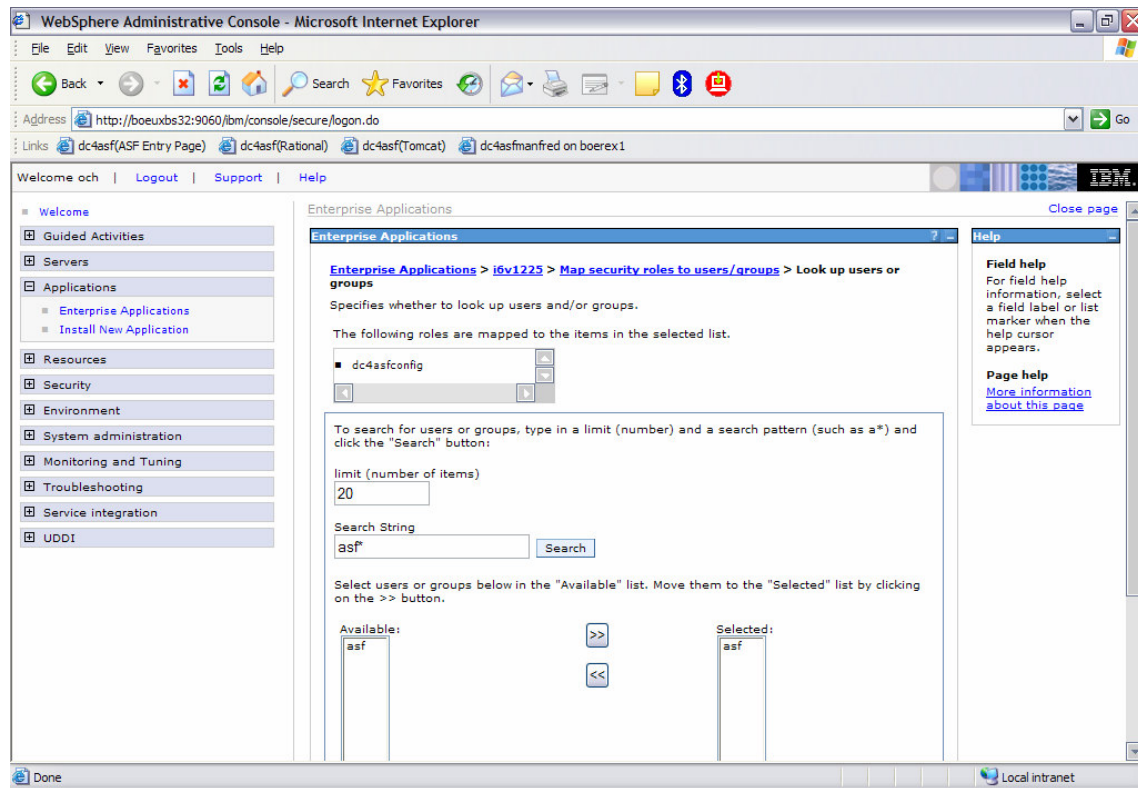 WebSphere Administrative Console - Microsoft Internet Explorer
File Edit View Favorites Tools Help
Back Search Favorites
Address http://boeuxbs32:9060/ibm/console/secure/logon.do Go
Links dc4asf(ASF Entry Page) dc4asf(Rational) dc4asf(Tomcat) dc4asfmanfred on boerex1
Welcome och | Logout | Support | Help IBM.
Welcome
Guided Activities
Servers
Applications
Enterprise Applications
Install New Application
Resources
Security
Environment
System administration
Monitoring and Tuning
Troubleshooting
Service integration
UDDI
Enterprise Applications Close page
Enterprise Applications ? –
Enterprise Applications > i6v1225 > Map security roles to users/groups > Look up users or
groups
Specifies whether to look up users and/or groups.
The following roles are mapped to the items in the selected list.
dc4asfconfig
To search for users or groups, type in a limit (number) and a search pattern (such as a*) and
click the "Search" button:
limit (number of items)
20
Search String
asf* Search
Select users or groups below in the "Available" list. Move them to the "Selected" list by clicking
on the >> button.
Available: >> Selected:
asf asf
<<
Help –
Field help
For field help
information, select
a field label or list
marker when the
help cursor
appears.
Page help
More information
about this page
Done Local intranet